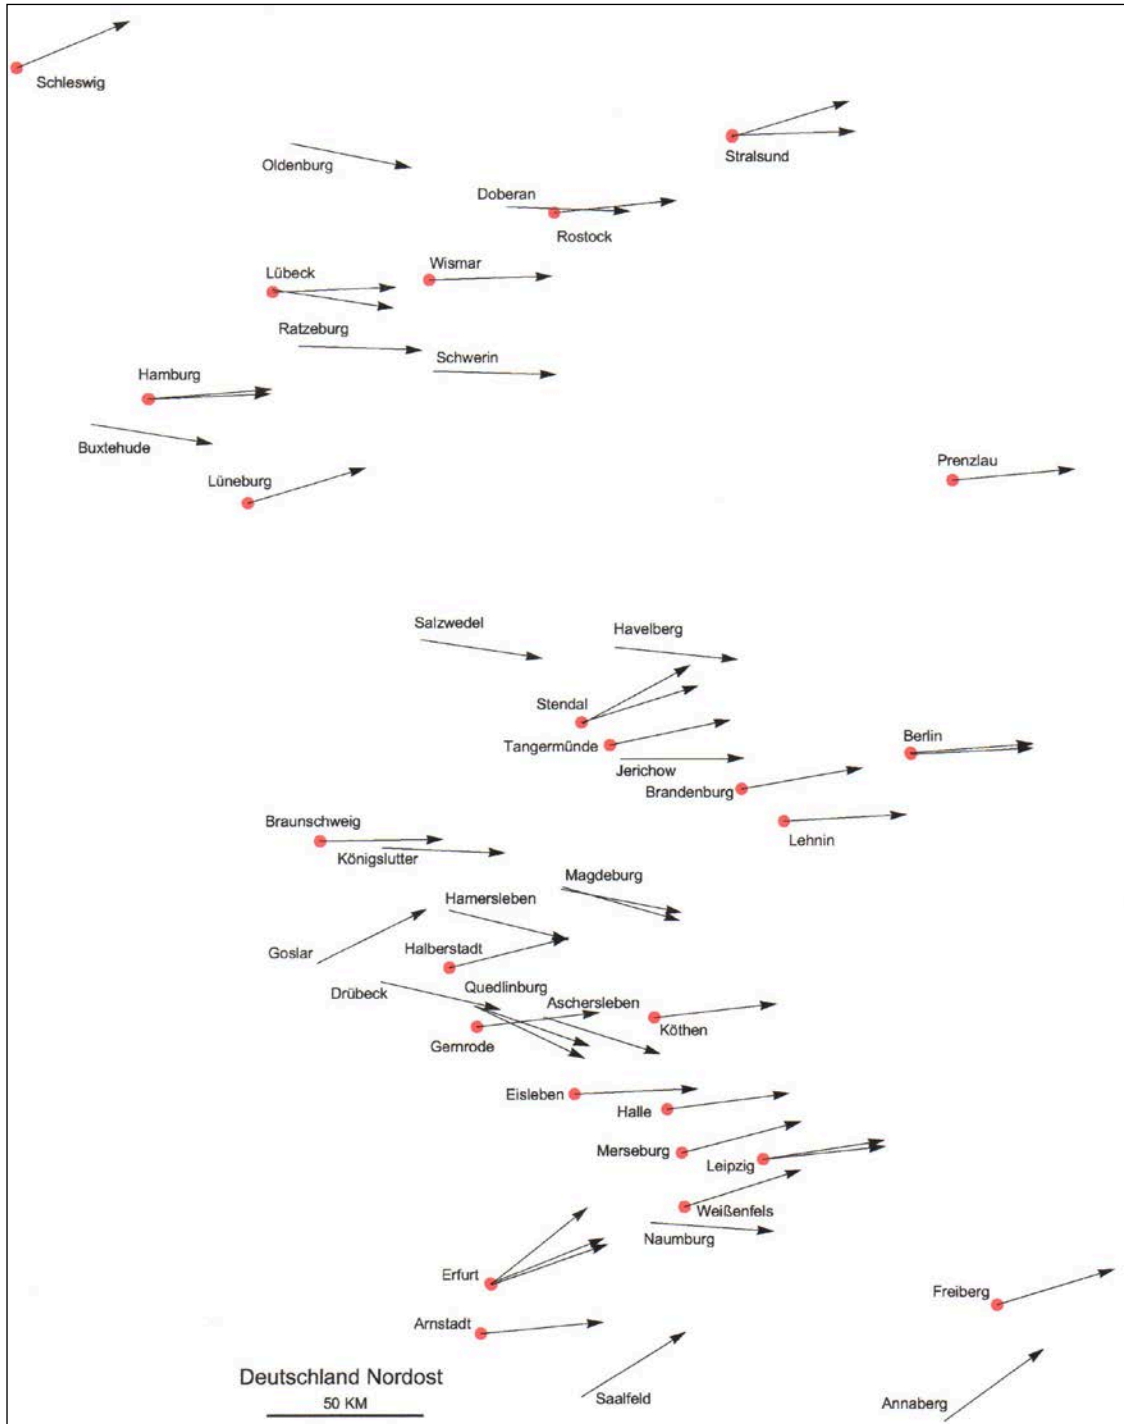 Schleswig
Stralsund
Oldenburg
Doberan
Rostock
Wismar
Lübeck
Ratzeburg
Schwerin
Hamburg
Buxtehude
Prenzlau
Lüneburg
Salzwedel
Havelberg
Stendal
Tangermünde
Berlin
Jerichow
Brandenburg
Braunschweig
Lehnin
Königslutter
Magdeburg
Hamersleben
Halberstadt
Goslar
Drübeck
Quedlinburg
Aschersleben
Köthen
Gernrode
Eisleben
Halle
Merseburg
Leipzig
Weißenfels
Naumburg
Erfurt
Freiberg
Arnstadt
Deutschland Nordost
50 KM
Saalfeld
Annaberg